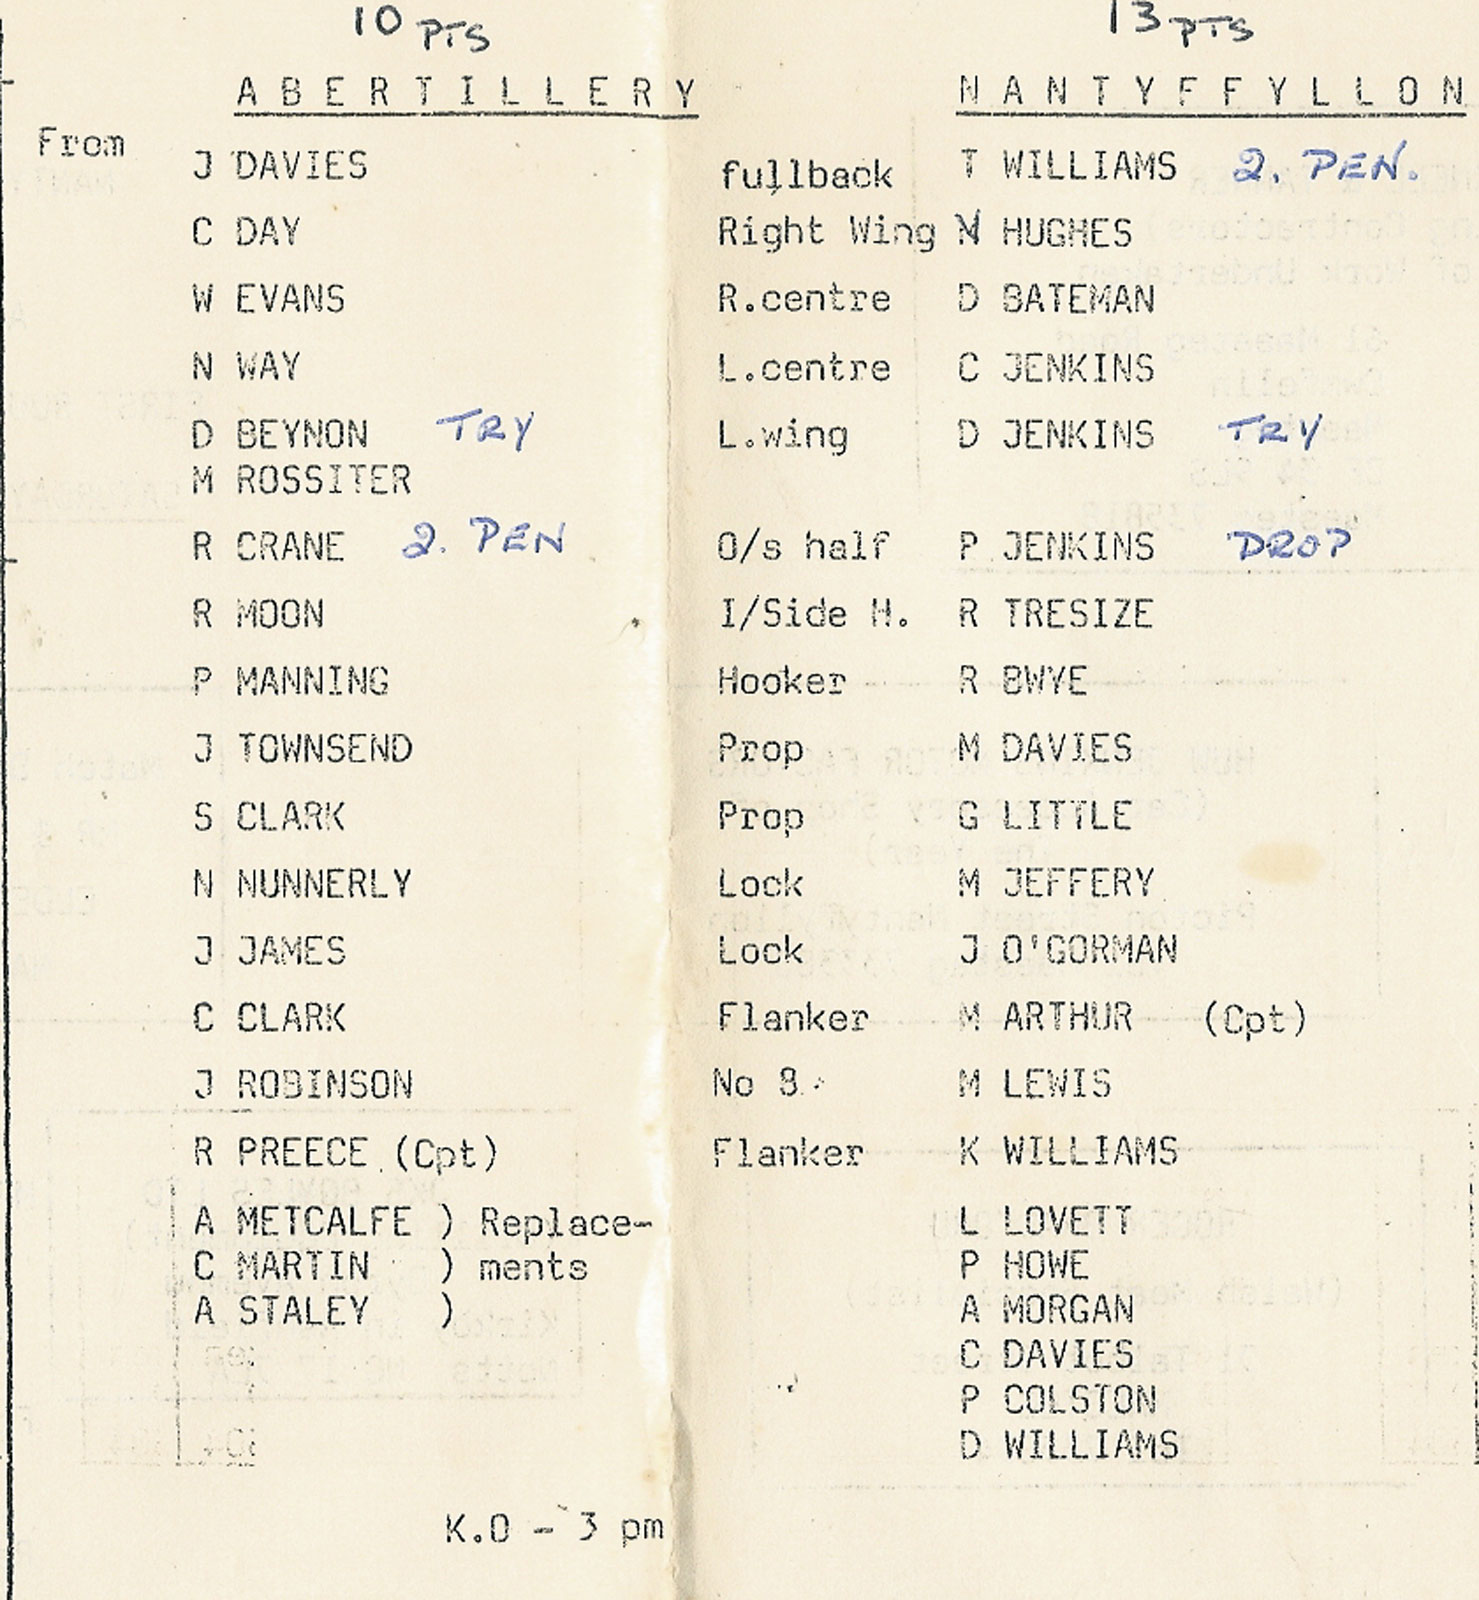 10 PTS 13 PTS
ABERTILLERY NANTYFFYLLON
From
J DAVIES fullback T WILLIAMS 2. PEN.
C DAY Right Wing N HUGHES
W EVANS R.centre D BATEMAN
N WAY L.centre C JENKINS
D BEYNON TRY L.wing D JENKINS TRY
M ROSSITER
R CRANE 2. PEN O/s half P JENKINS DROP
R MOON I/Side H. R TRESIZE
P MANNING Hooker R BWYE
J TOWNSEND Prop M DAVIES
S CLARK Prop G LITTLE
N NUNNERLY Lock M JEFFERY
J JAMES Lock J O'GORMAN
C CLARK Flanker M ARTHUR (Cpt)
J ROBINSON No 8. M LEWIS
R PREECE (Cpt) Flanker K WILLIAMS
A METCALFE ) Replace- L LOVETT
C MARTIN ) ments P HOWE
A STALEY ) A MORGAN
C DAVIES
P COLSTON
D WILLIAMS
K.O - 3 pm